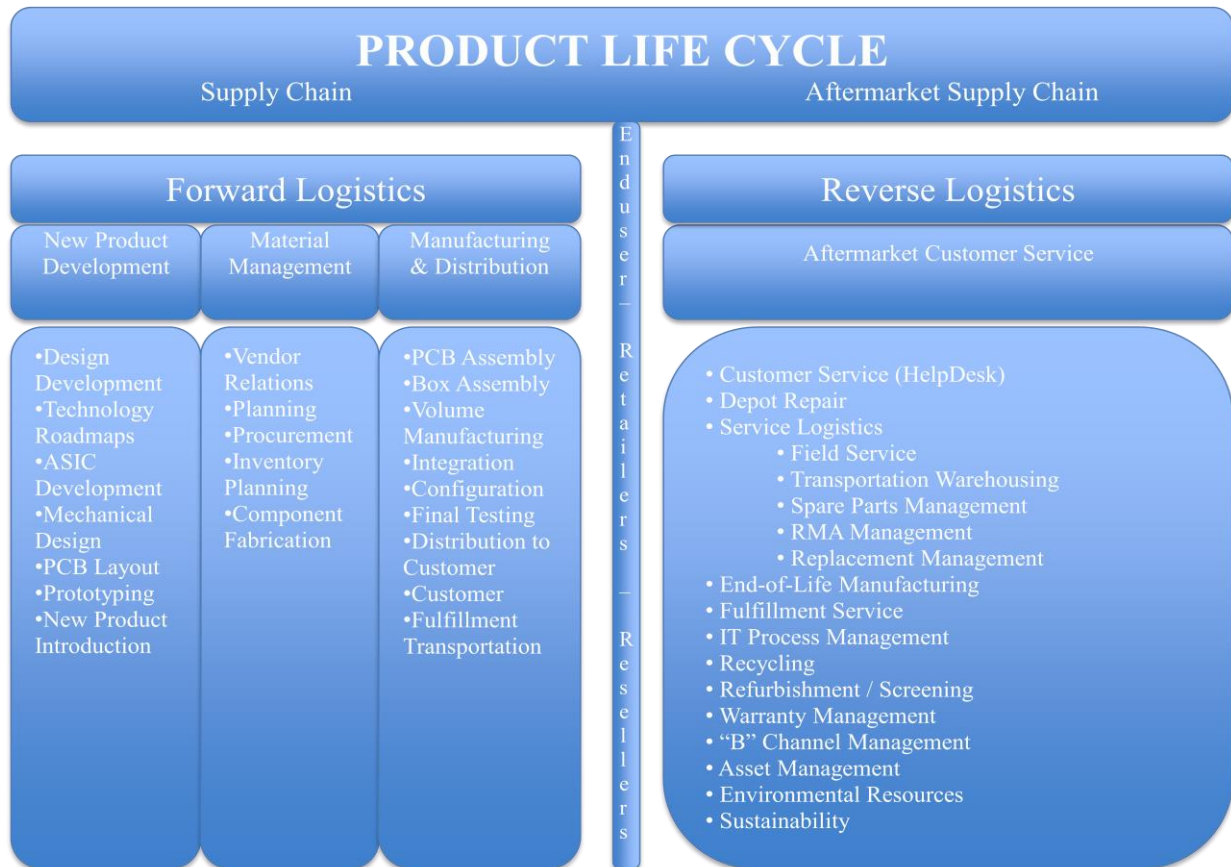 PRODUCT LIFE CYCLE
Supply Chain
Aftermarket Supply Chain
Forward Logistics
New Product
Development
Material
Management
Manufacturing
& Distribution
•Design
Development
•Technology
Roadmaps
•ASIC
Development
•Mechanical
Design
•PCB Layout
•Prototyping
•New Product
Introduction
•Vendor
Relations
•Planning
•Procurement
•Inventory
Planning
•Component
Fabrication
•PCB Assembly
•Box Assembly
•Volume
Manufacturing
•Integration
•Configuration
•Final Testing
•Distribution to
Customer
•Customer
•Fulfillment
Transportation
Enduser – Retailers – Resellers
Reverse Logistics
Aftermarket Customer Service
• Customer Service (HelpDesk)
• Depot Repair
• Service Logistics
• Field Service
• Transportation Warehousing
• Spare Parts Management
• RMA Management
• Replacement Management
• End-of-Life Manufacturing
• Fulfillment Service
• IT Process Management
• Recycling
• Refurbishment / Screening
• Warranty Management
• “B” Channel Management
• Asset Management
• Environmental Resources
• Sustainability